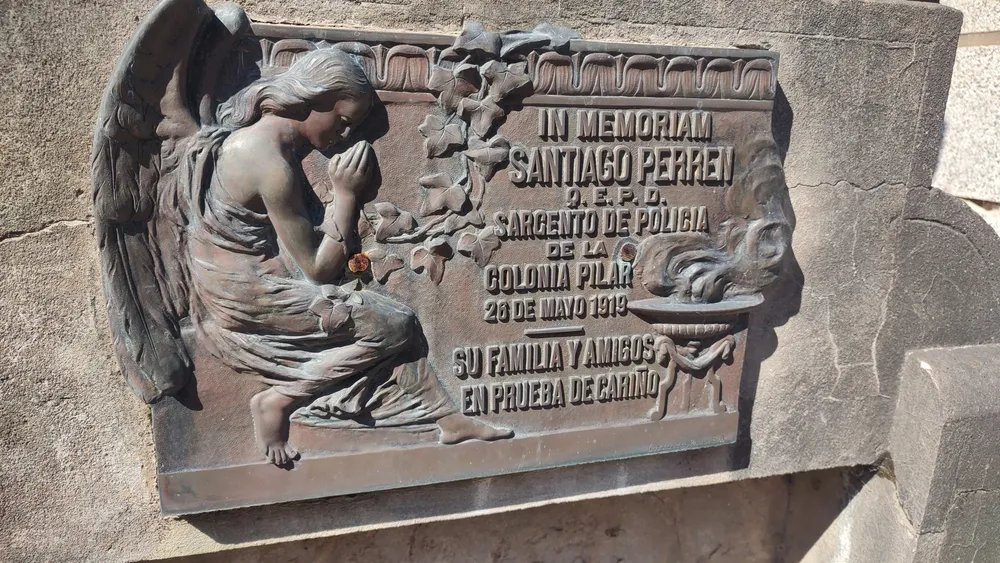 IN MEMORIAM
SANTIAGO PERREN
Q.E.P.D.
SARGENTO DE POLICIA
DE LA
COLONIA PILAR
26 DE MAYO 1919
SU FAMILIA Y AMIGOS
EN PRUEBA DE CARIÑO